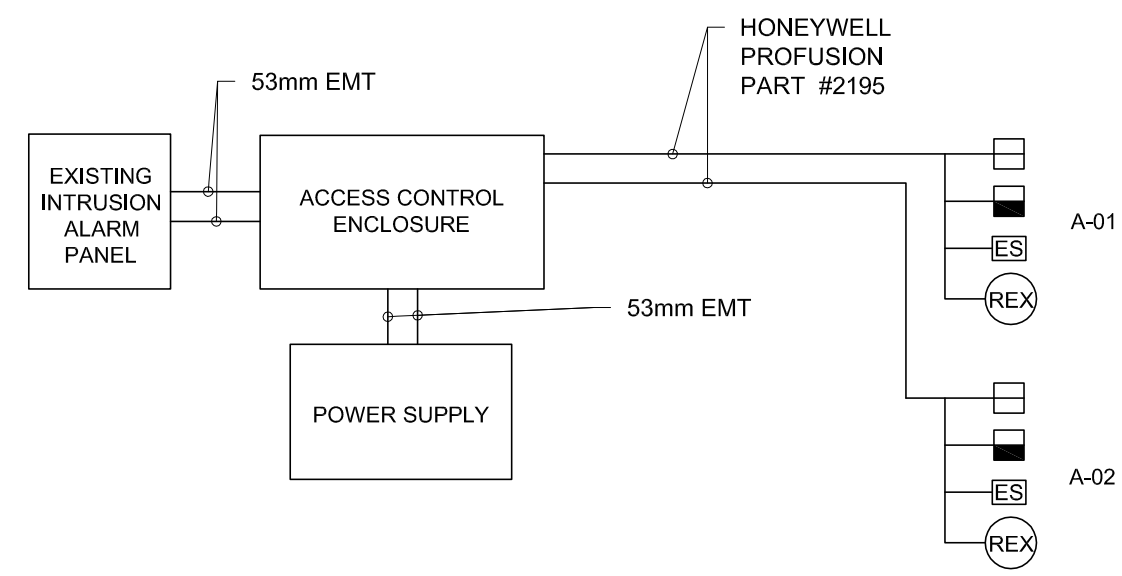 HONEYWELL
PROFUSION
PART #2195
53mm EMT
EXISTING
INTRUSION
ALARM
PANEL
ACCESS CONTROL
ENCLOSURE
A-01
ES
REX
53mm EMT
POWER SUPPLY
A-02
ES
REX